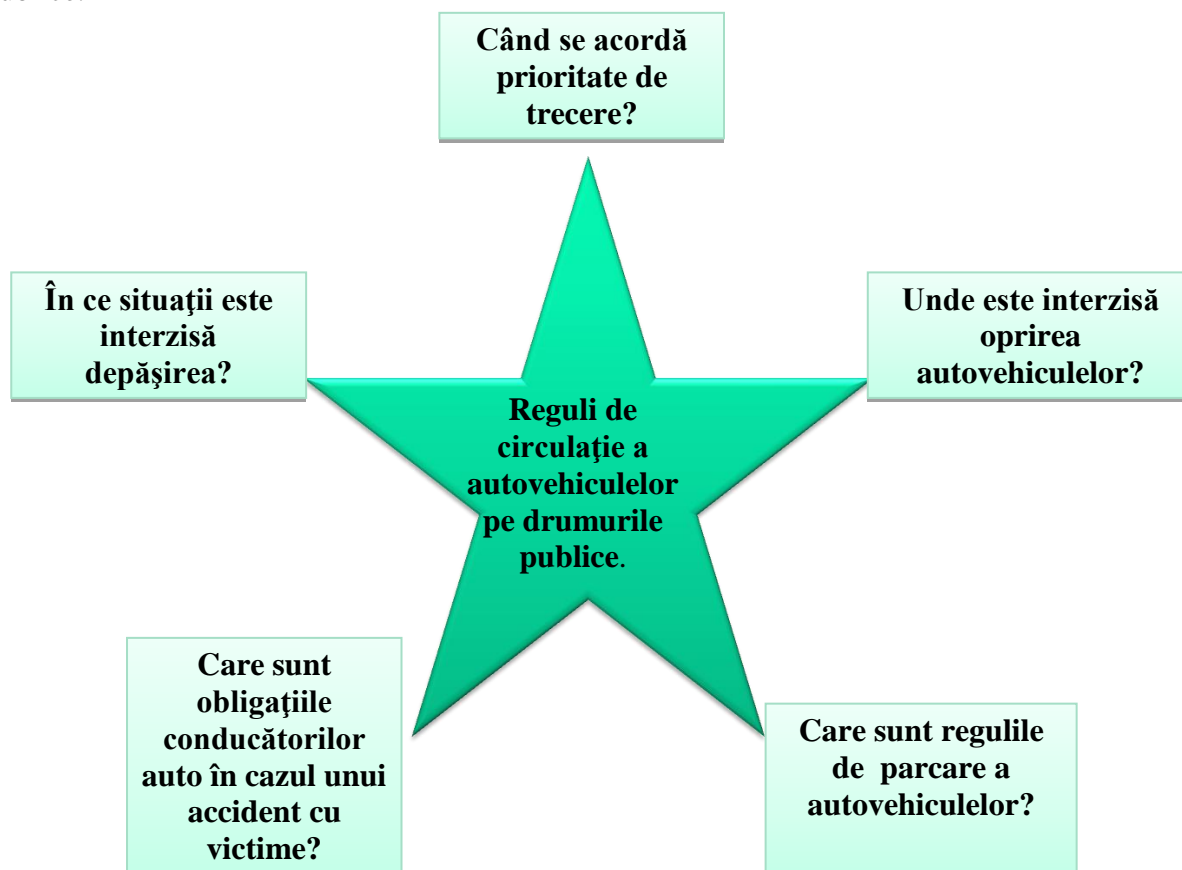 Când se acordă
prioritate de
trecere?
În ce situaţii este
interzisă
depăşirea?
Unde este interzisă
oprirea
autovehiculelor?
Reguli de
circulaţie a
autovehiculelor
pe drumurile
publice.
Care sunt
obligaţiile
conducătorilor
auto în cazul unui
accident cu
victime?
Care sunt regulile
de parcare a
autovehiculelor?